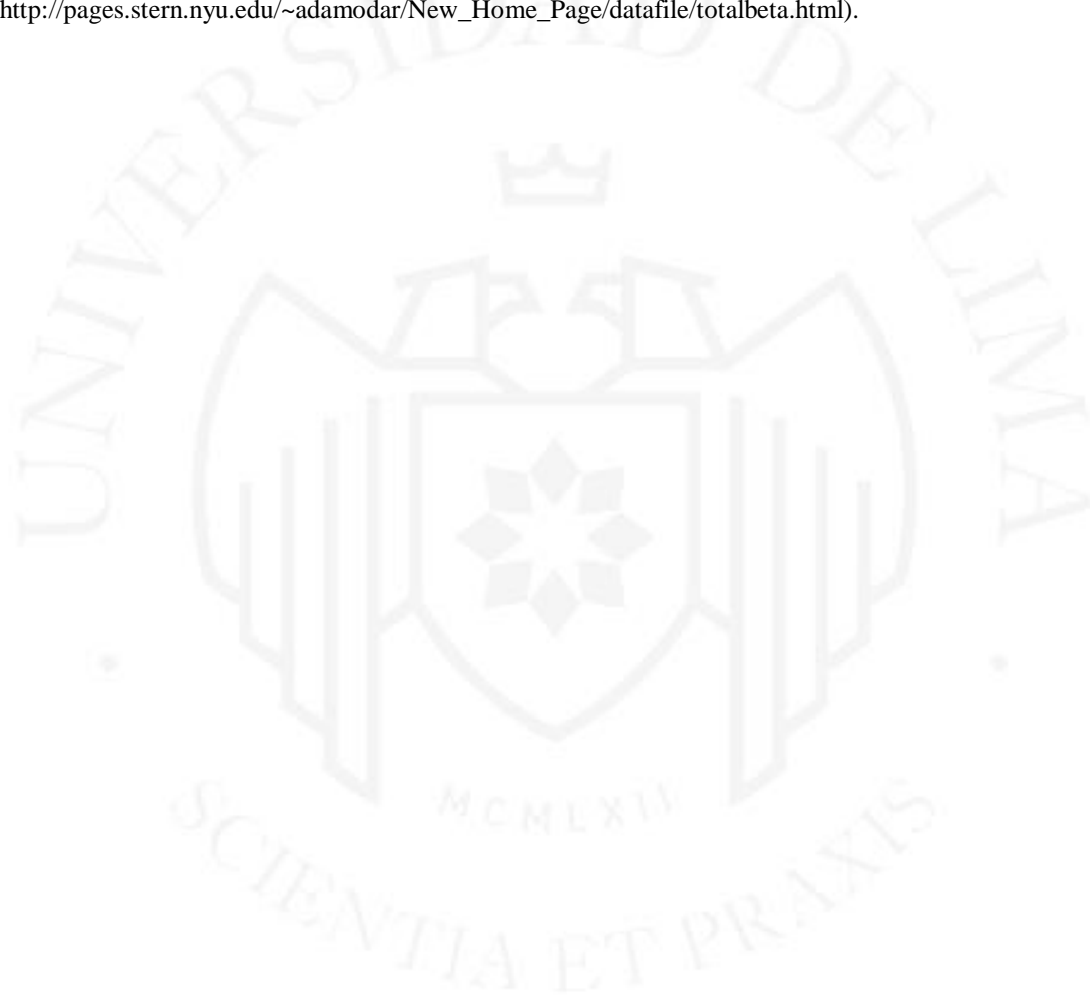 http://pages.stern.nyu.edu/~adamodar/New_Home_Page/datafile/totalbeta.html).
UNIVERSIDAD DE LIMA
MCMLXII
SCIENTIA ET PRAXIS